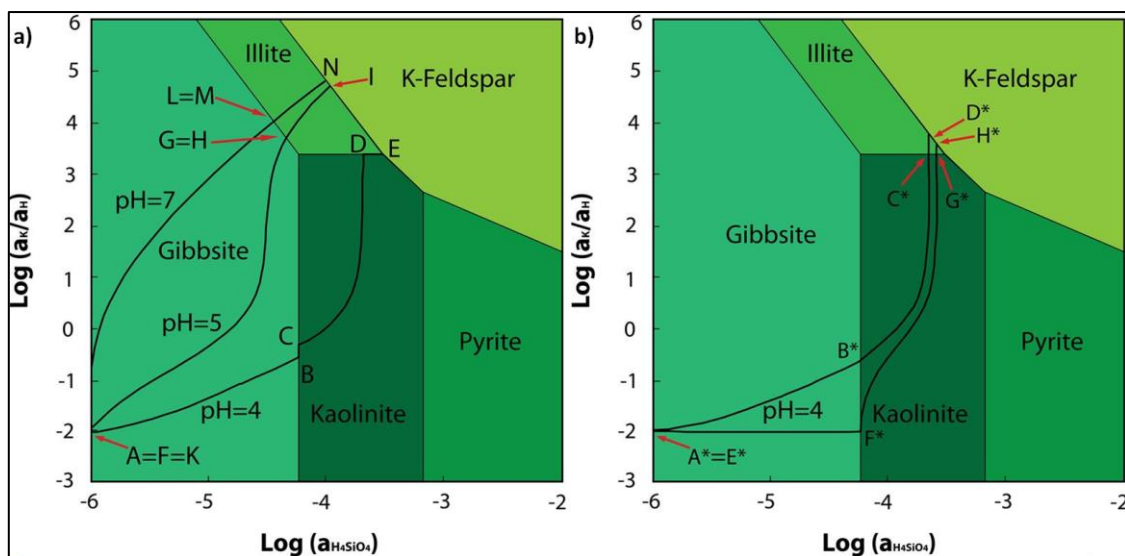 a)
Log (aK/aH)
6
5
4
3
2
1
0
-1
-2
-3
Illite
N
I
K-Feldspar
L=M
G=H
D
E
pH=7
Gibbsite
pH=5
C
B
pH=4
Kaolinite
Pyrite
A=F=K
-6
-5
-4
-3
-2
Log (aH₄SiO₄)
b)
Log (aK/aH)
6
5
4
3
2
1
0
-1
-2
-3
Illite
K-Feldspar
D*
H*
C*
G*
Gibbsite
B*
pH=4
Kaolinite
Pyrite
F*
A*=E*
-6
-5
-4
-3
-2
Log (aH₄SiO₄)